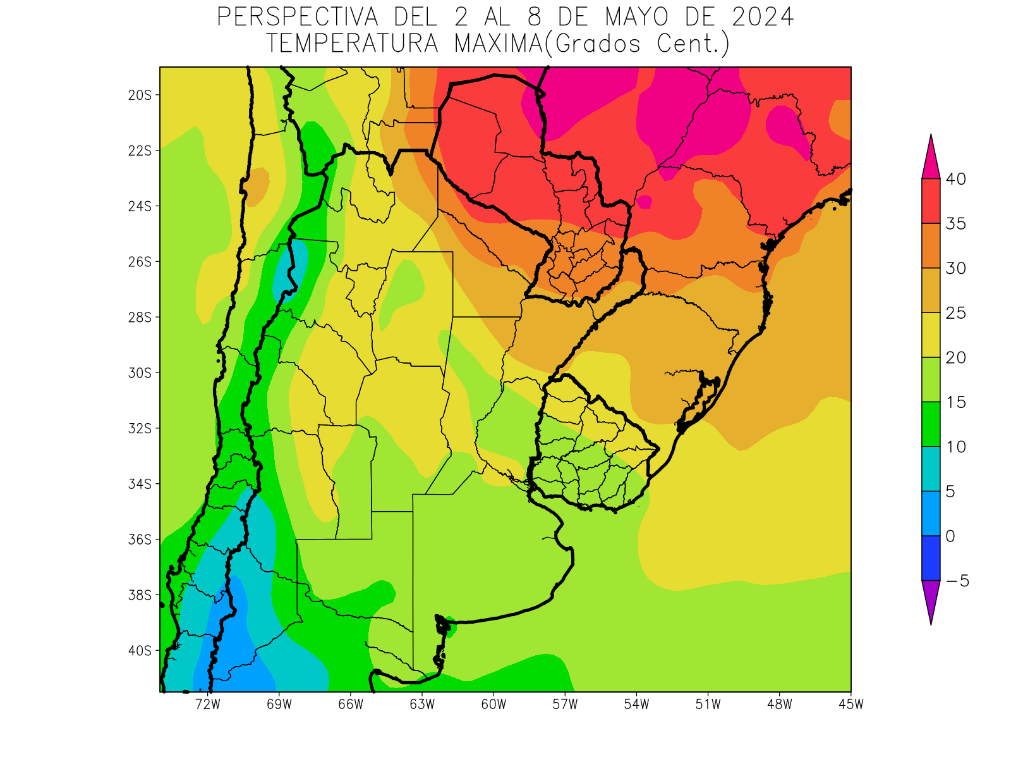 PERSPECTIVA DEL 2 AL 8 DE MAYO DE 2024
TEMPERATURA MAXIMA(Grados Cent.)
20S
22S
24S
26S
28S
30S
32S
34S
36S
38S
40S
72W 69W 66W 63W 60W 57W 54W 51W 48W 45W
40
35
30
25
20
15
10
5
0
−5